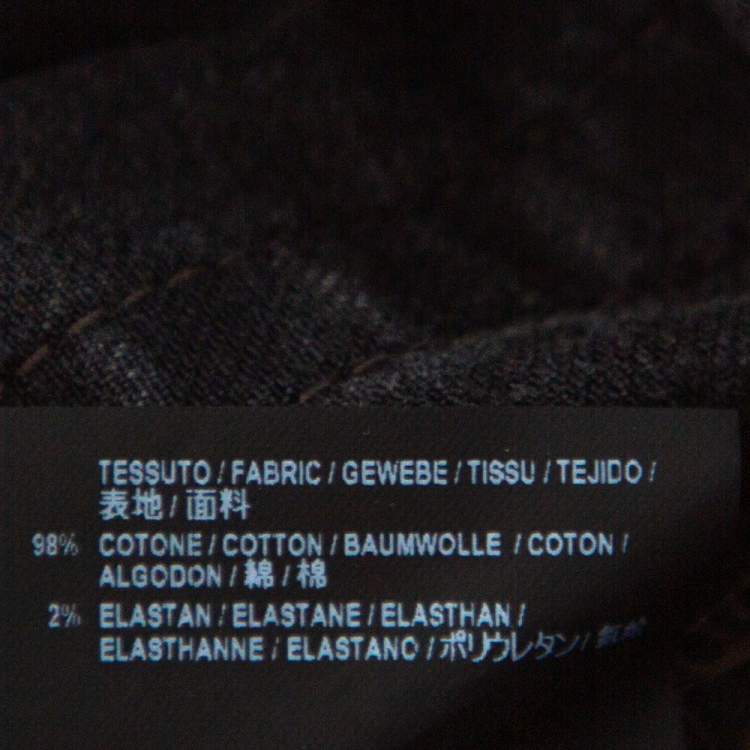 TESSUTO / FABRIC / GEWEBE / TISSU / TEJIDO /
表地 / 面料
98% COTONE / COTTON / BAUMWOLLE / COTON /
ALGODON / 綿 / 棉
2% ELASTAN / ELASTANE / ELASTHAN /
ELASTHANNE / ELASTANO / ポリウレタン /